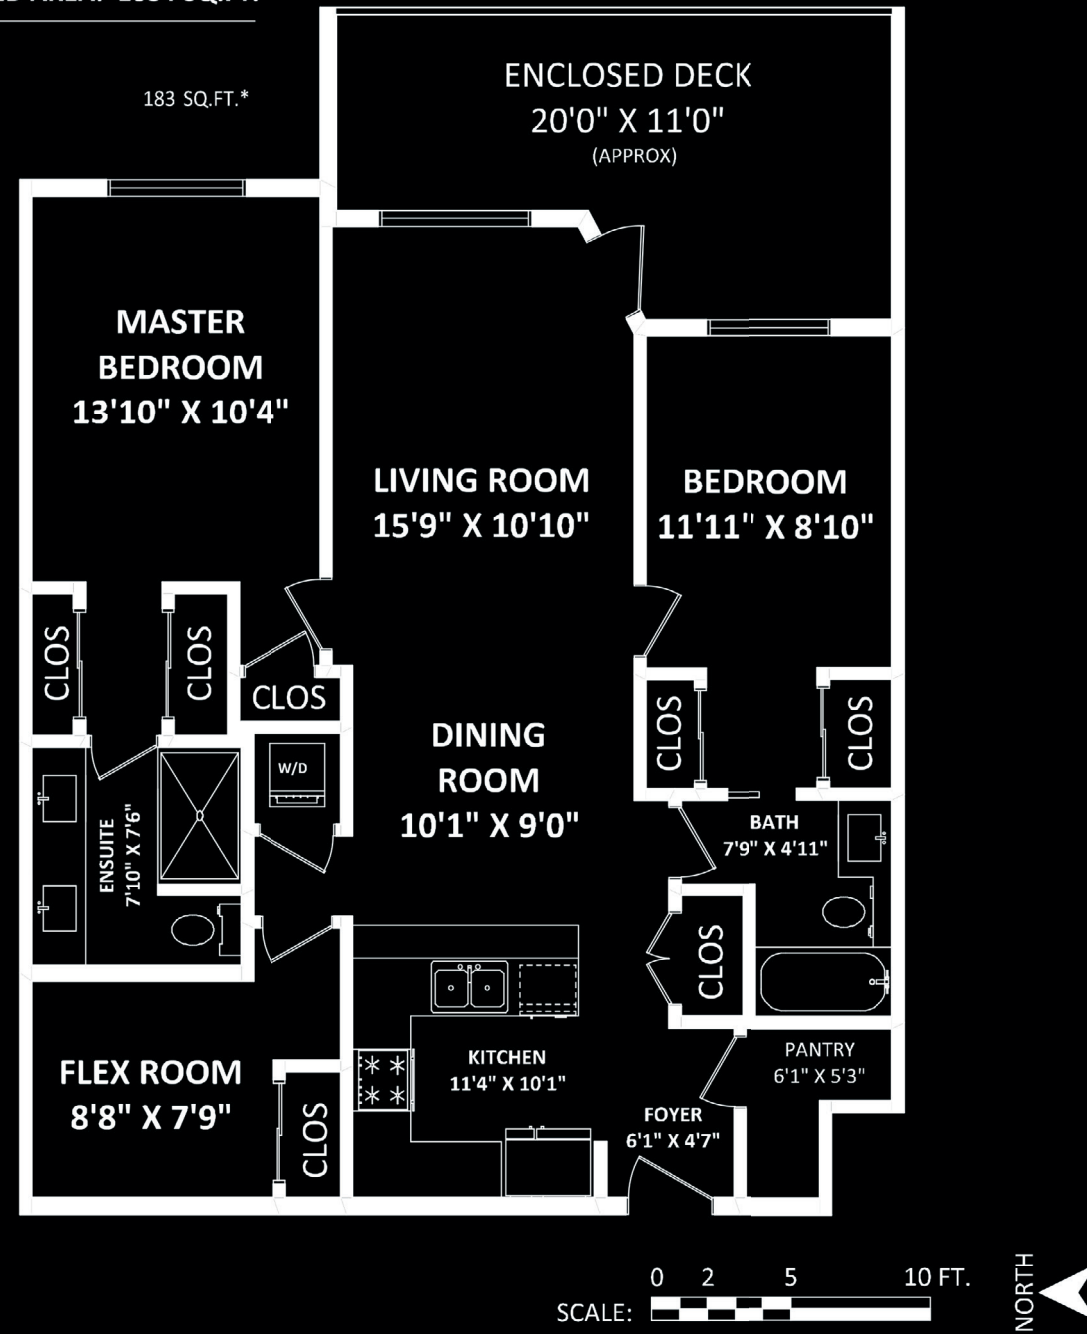 183 SQ.FT.*
ENCLOSED DECK
20'0" X 11'0"
(APPROX)
MASTER
BEDROOM
13'10" X 10'4"
LIVING ROOM
15'9" X 10'10"
BEDROOM
11'11" X 8'10"
CLOS
CLOS
CLOS
CLOS
CLOS
DINING
ROOM
10'1" X 9'0"
W/D
ENSUITE
7'10" X 7'6"
BATH
7'9" X 4'11"
CLOS
KITCHEN
11'4" X 10'1"
PANTRY
6'1" X 5'3"
FLEX ROOM
8'8" X 7'9"
CLOS
FOYER
6'1" X 4'7"
0 2 5 10 FT.
SCALE:
NORTH